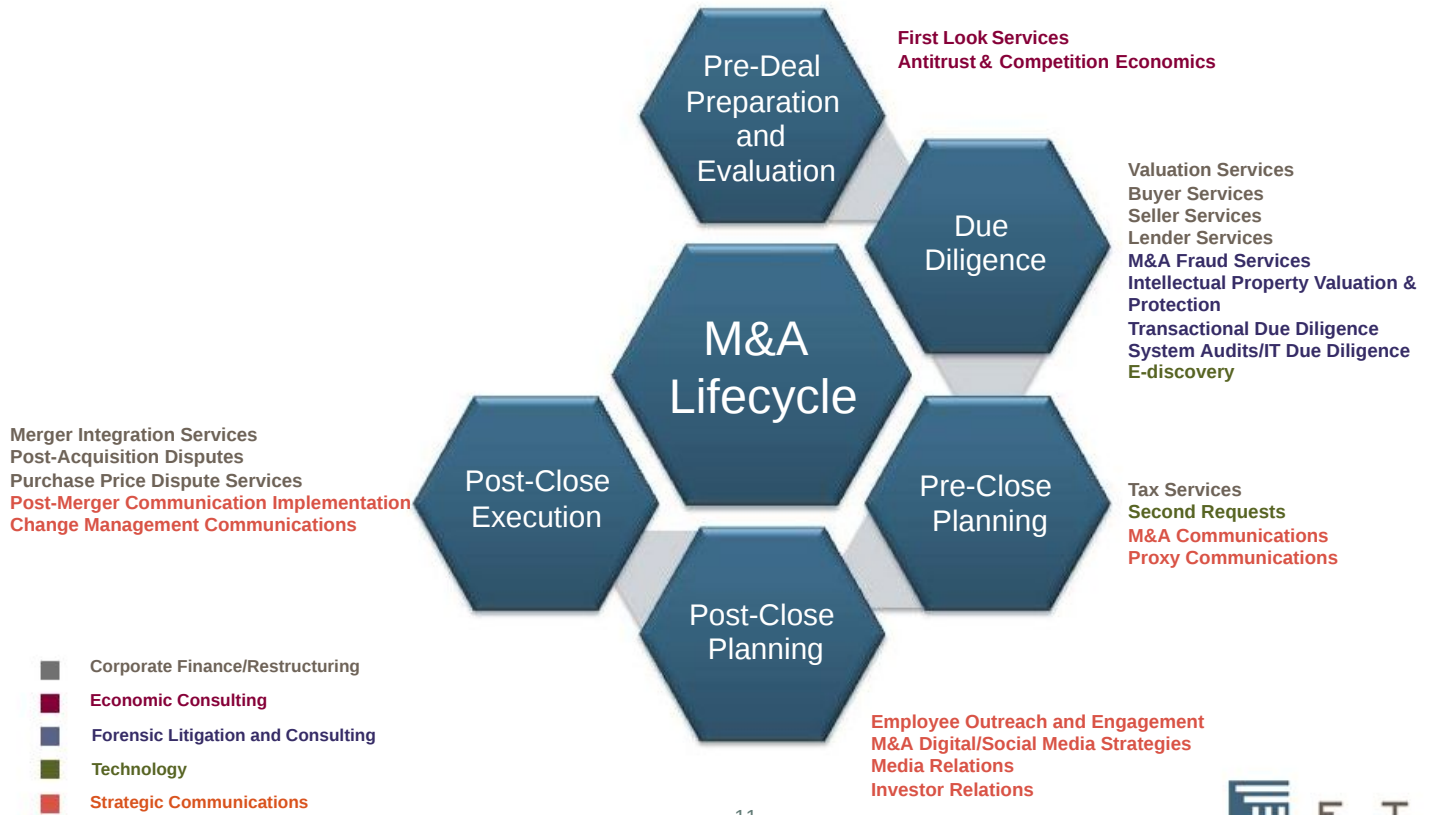 Pre-Deal
Preparation
and
Evaluation
First Look Services
Antitrust & Competition Economics
Due
Diligence
Valuation Services
Buyer Services
Seller Services
Lender Services
M&A Fraud Services
Intellectual Property Valuation &
Protection
Transactional Due Diligence
System Audits/IT Due Diligence
E-discovery
M&A
Lifecycle
Pre-Close
Planning
Tax Services
Second Requests
M&A Communications
Proxy Communications
Post-Close
Planning
Employee Outreach and Engagement
M&A Digital/Social Media Strategies
Media Relations
Investor Relations
Post-Close
Execution
Merger Integration Services
Post-Acquisition Disputes
Purchase Price Dispute Services
Post-Merger Communication Implementation
Change Management Communications
Corporate Finance/Restructuring
Economic Consulting
Forensic Litigation and Consulting
Technology
Strategic Communications